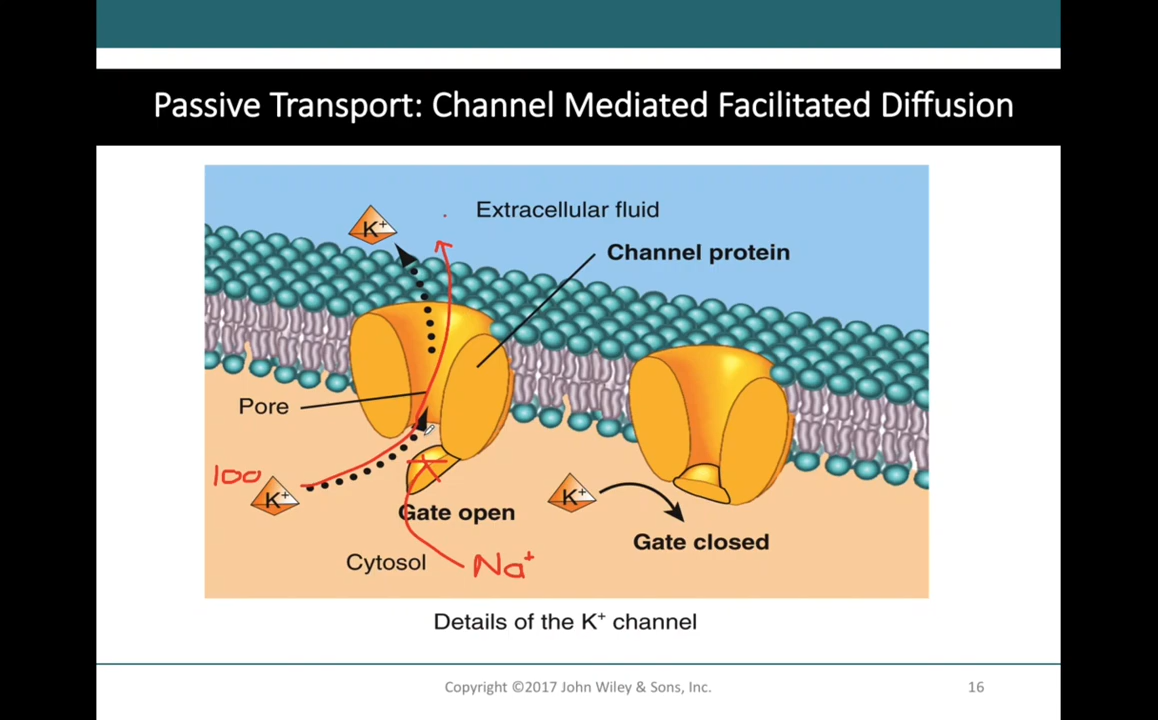 Passive Transport: Channel Mediated Facilitated Diffusion
Extracellular fluid
K⁺
Channel protein
Pore
100
K⁺
K⁺
Gate open
Gate closed
Cytosol
Na⁺
Details of the K⁺ channel
Copyright ©2017 John Wiley & Sons, Inc.
16